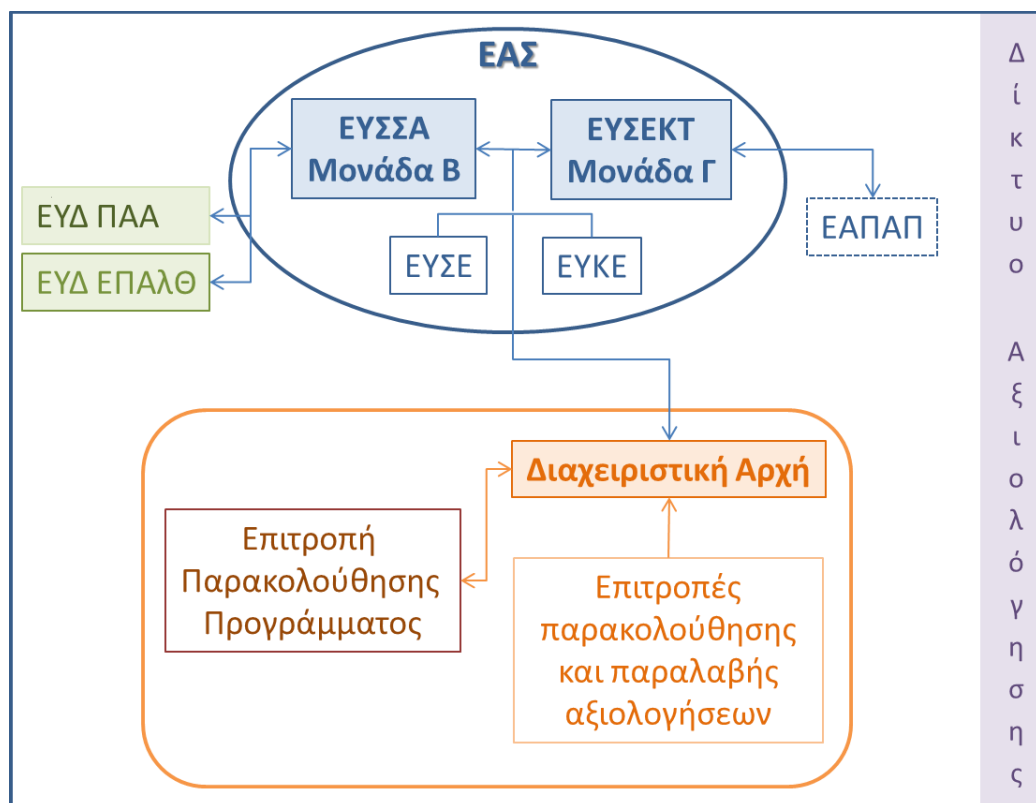 ΕΑΣ
ΕΥΣΣΑ
Μονάδα Β
ΕΥΣΕΚΤ
Μονάδα Γ
ΕΥΔ ΠΑΑ
ΕΥΔ ΕΠΑλΘ
ΕΥΣΕ
ΕΥΚΕ
ΕΑΠΑΠ
Διαχειριστική Αρχή
Επιτροπή
Παρακολούθησης
Προγράμματος
Επιτροπές
παρακολούθησης
και παραλαβής
αξιολογήσεων
Δίκτυο Αξιολόγησης